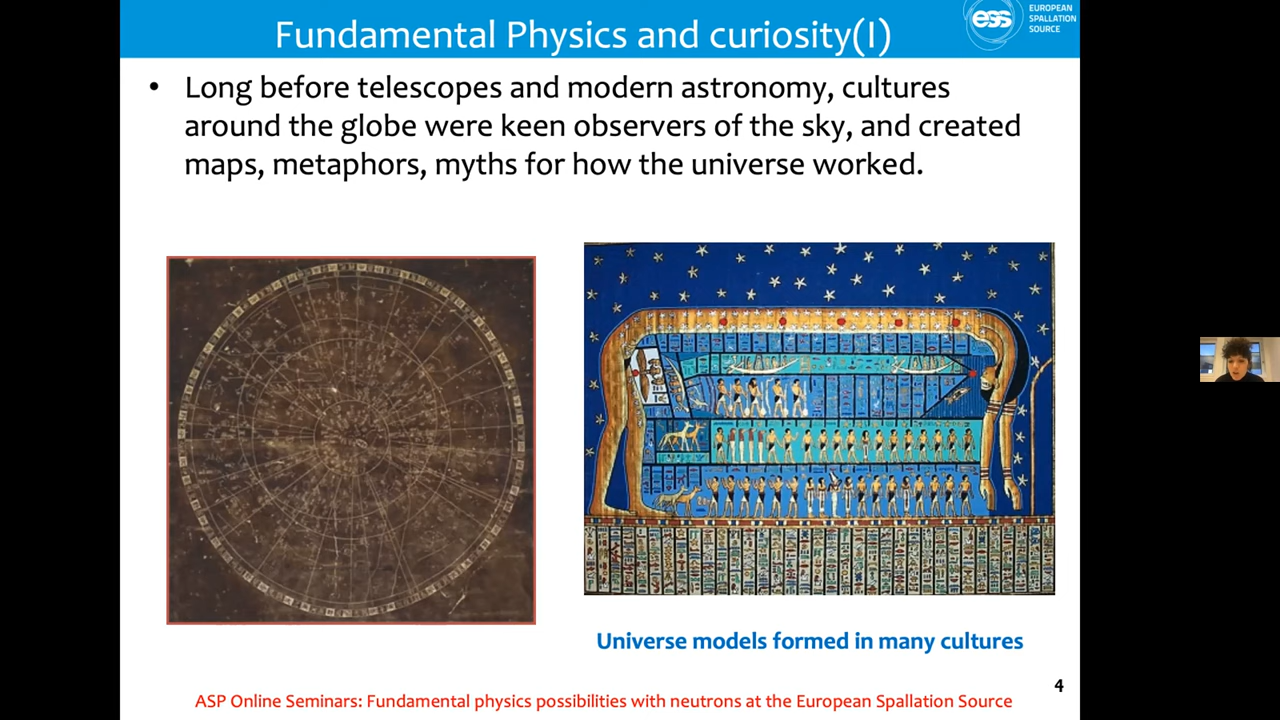 Fundamental Physics and curiosity(I)
ess
EUROPEAN
SPALLATION
SOURCE
• Long before telescopes and modern astronomy, cultures
around the globe were keen observers of the sky, and created
maps, metaphors, myths for how the universe worked.
Universe models formed in many cultures
4
ASP Online Seminars: Fundamental physics possibilities with neutrons at the European Spallation Source